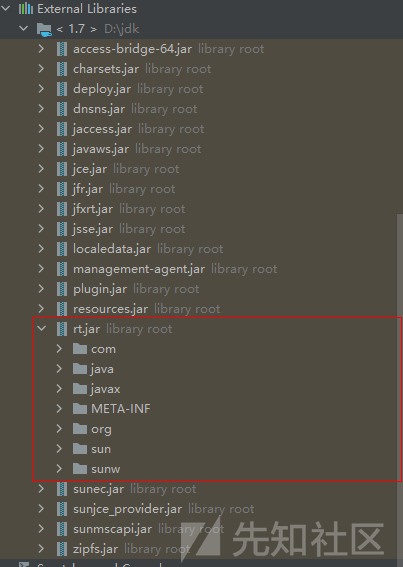 External Libraries
< 1.7 > D:\jdk
access-bridge-64.jar library root
charsets.jar library root
deploy.jar library root
dnsns.jar library root
jaccess.jar library root
javaws.jar library root
jce.jar library root
jfr.jar library root
jfxrt.jar library root
jsse.jar library root
localedata.jar library root
management-agent.jar library root
plugin.jar library root
resources.jar library root
rt.jar library root
com
java
javax
META-INF
org
sun
sunw
sunec.jar library root
sunjce_provider.jar library root
sunmscapi.jar library root
zipfs.jar library root
先知社区